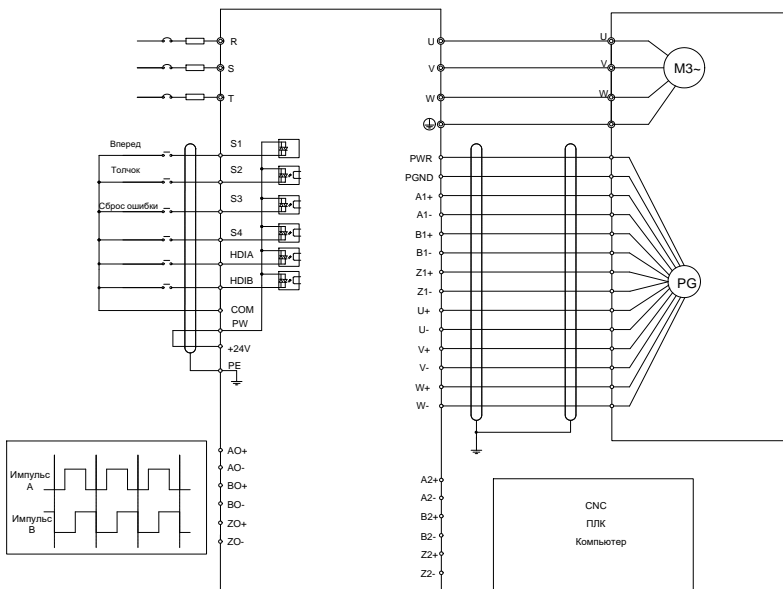 R
S
T
U
V
W
U
V
W
M3~
Вперед
Толчок
Сброс ошибки
S1
S2
S3
S4
HDIA
HDIB
COM
PW
+24V
PE
PWR
PGND
A1+
A1-
B1+
B1-
Z1+
Z1-
U+
U-
V+
V-
W+
W-
PG
AO+
AO-
BO+
BO-
ZO+
ZO-
Импульс
A
Импульс
B
A2+
A2-
B2+
B2-
Z2+
Z2-
CNC
ПЛК
Компьютер